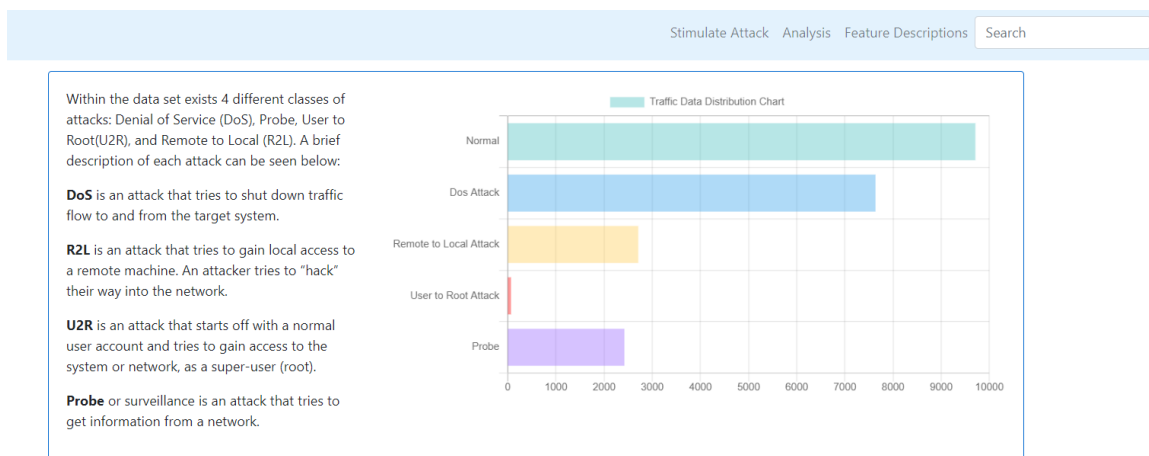 Stimulate Attack Analysis Feature Descriptions Search
Within the data set exists 4 different classes of
attacks: Denial of Service (DoS), Probe, User to
Root(U2R), and Remote to Local (R2L). A brief
description of each attack can be seen below:
DoS is an attack that tries to shut down traffic
flow to and from the target system.
R2L is an attack that tries to gain local access to
a remote machine. An attacker tries to “hack”
their way into the network.
U2R is an attack that starts off with a normal
user account and tries to gain access to the
system or network, as a super-user (root).
Probe or surveillance is an attack that tries to
get information from a network.
Traffic Data Distribution Chart
Normal
Dos Attack
Remote to Local Attack
User to Root Attack
Probe
0 1000 2000 3000 4000 5000 6000 7000 8000 9000 10000